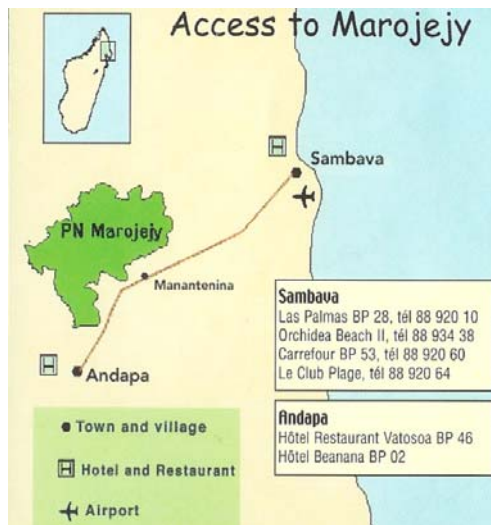 Access to Marojejy
H
Sambava
PN Marojejy
Manantenina
H
Andapa
Sambava
Las Palmas BP 28, tél 88 920 10
Orchidea Beach II, tél 88 934 38
Carrefour BP 53, tél 88 920 60
Le Club Plage, tél 88 920 64
Andapa
Hôtel Restaurant Vatosoa BP 46
Hôtel Beanana BP 02
Town and village
H Hotel and Restaurant
Airport